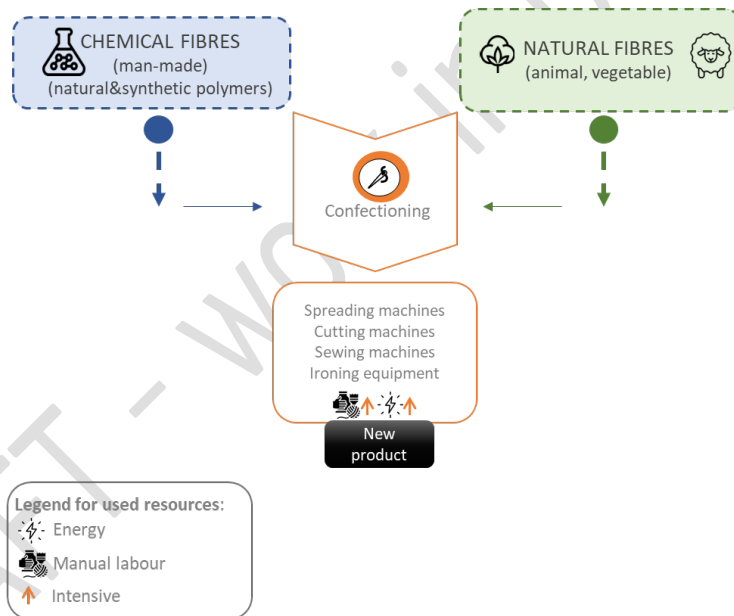 CHEMICAL FIBRES
(man-made)
(natural&synthetic polymers)
NATURAL FIBRES
(animal, vegetable)
Confectioning
Spreading machines
Cutting machines
Sewing machines
Ironing equipment
New
product
Legend for used resources:
Energy
Manual labour
Intensive